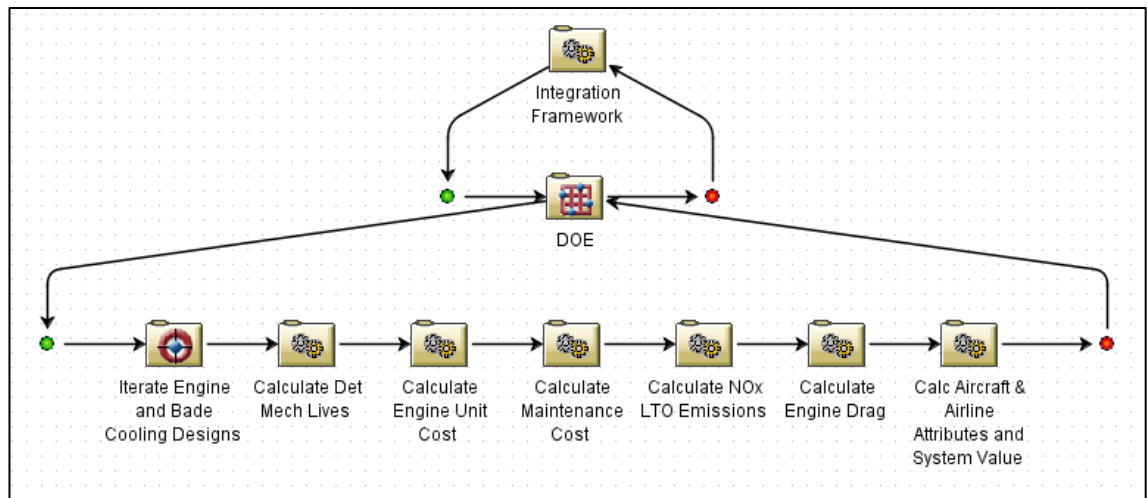 Integration
Framework
DOE
Iterate Engine
and Bade
Cooling Designs
Calculate Det
Mech Lives
Calculate
Engine Unit
Cost
Calculate
Maintenance
Cost
Calculate NOx
LTO Emissions
Calculate
Engine Drag
Calc Aircraft &
Airline
Attributes and
System Value